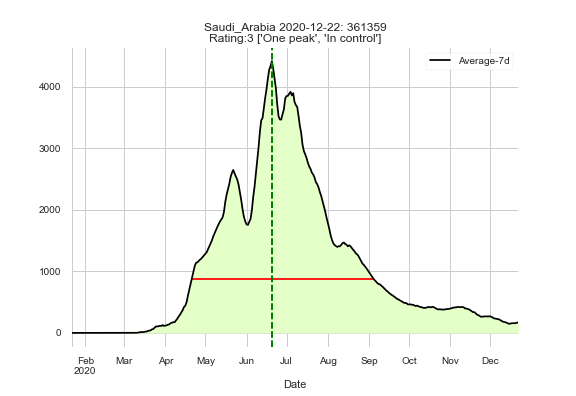 Saudi_Arabia 2020-12-22: 361359
Rating:3 ['One peak', 'In control']
Average-7d
4000
3000
2000
1000
0
Feb Mar Apr May Jun Jul Aug Sep Oct Nov Dec
2020
Date